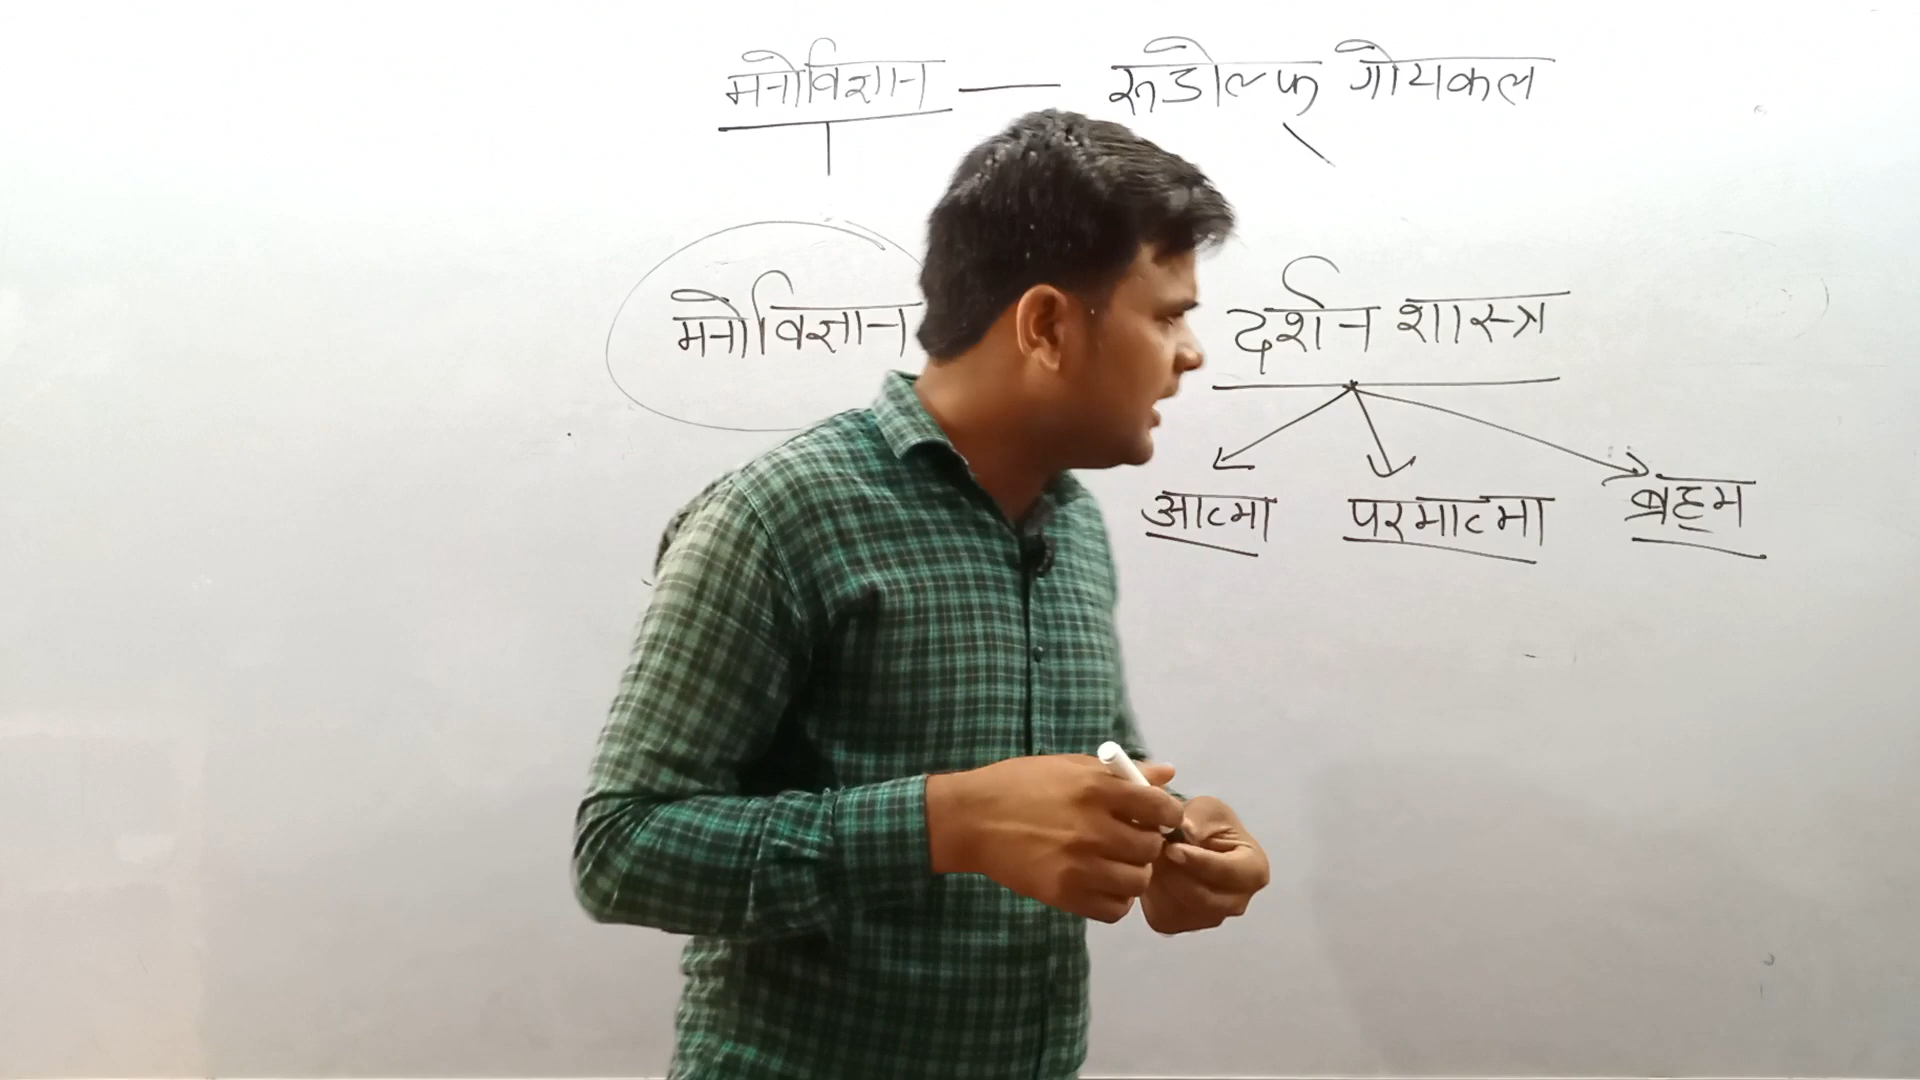 मनोविज्ञान — रूडोल्फ गोयकल
मनोविज्ञान दर्शन शास्त्र
आत्मा परमात्मा ब्रह्म